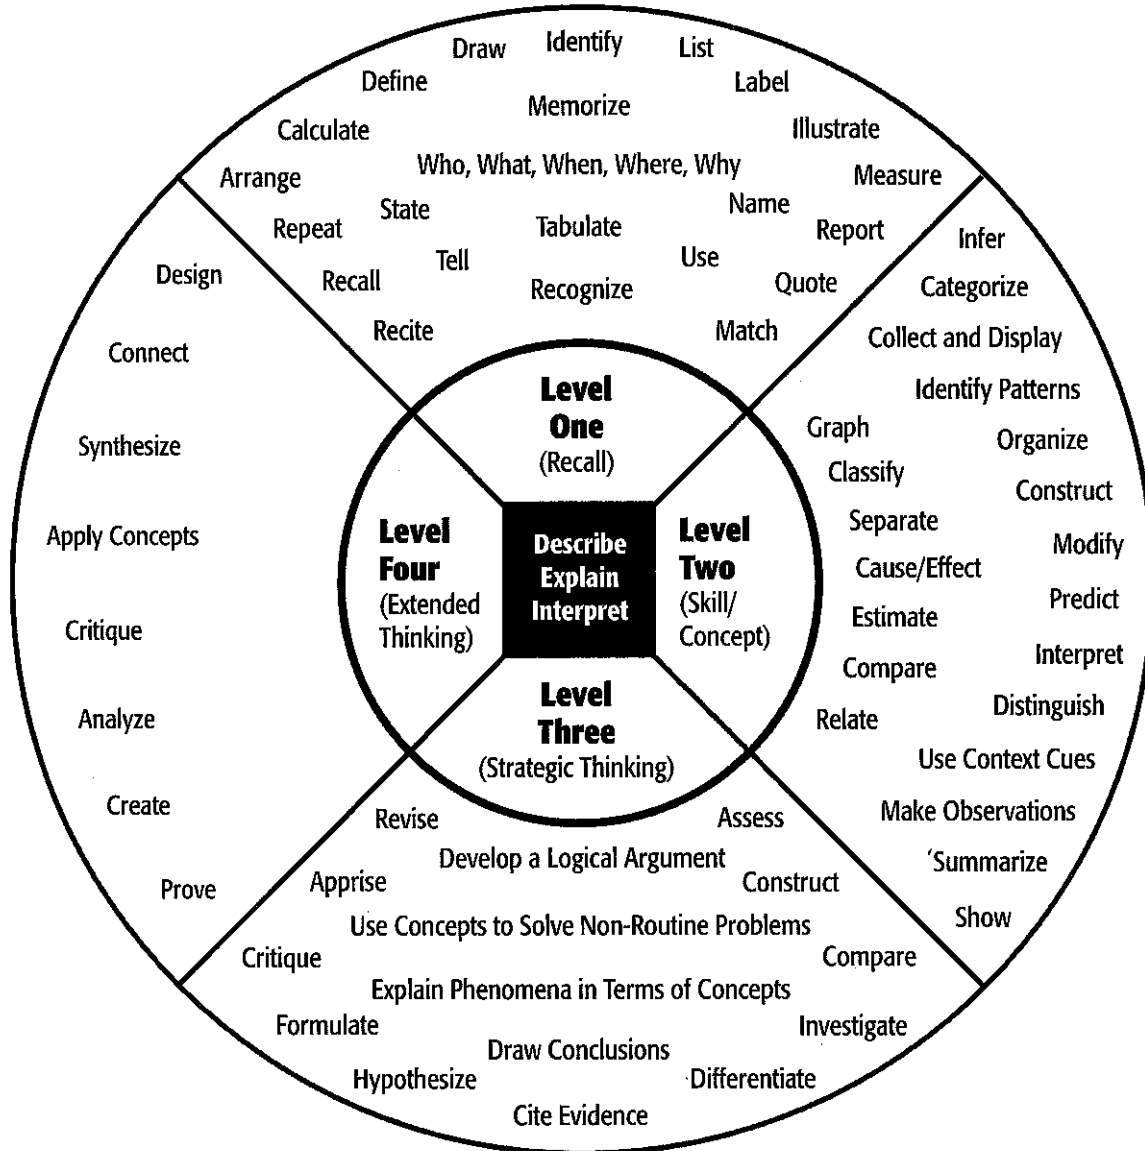 Draw
Identify
List
Define
Label
Memorize
Calculate
Illustrate
Who, What, When, Where, Why
Arrange
Measure
State
Name
Repeat
Tabulate
Report
Tell
Use
Recall
Recognize
Quote
Recite
Match
Level
One
(Recall)
Infer
Categorize
Collect and Display
Identify Patterns
Graph
Organize
Classify
Construct
Separate
Modify
Cause/Effect
Predict
Estimate
Interpret
Compare
Distinguish
Relate
Use Context Cues
Make Observations
Summarize
Show
Level
Two
(Skill/
Concept)
Describe
Explain
Interpret
Level
Three
(Strategic Thinking)
Revise
Assess
Develop a Logical Argument
Apprise
Construct
Use Concepts to Solve Non-Routine Problems
Critique
Compare
Explain Phenomena in Terms of Concepts
Formulate
Investigate
Draw Conclusions
Hypothesize
Differentiate
Cite Evidence
Level
Four
(Extended
Thinking)
Design
Connect
Synthesize
Apply Concepts
Critique
Analyze
Create
Prove